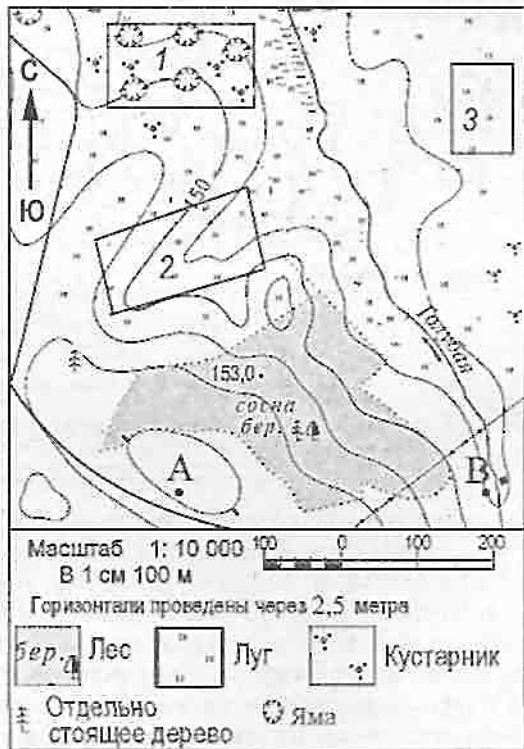 1
С
Ю
3
150
2
Голубая
153,0
сосна
бер.
А
В
Масштаб 1: 10 000
В 1 см 100 м
100 0 100 200
Горизонтали проведены через 2,5 метра
бер. Лес
Луг
Кустарник
Отдельно
стоящее дерево
Яма